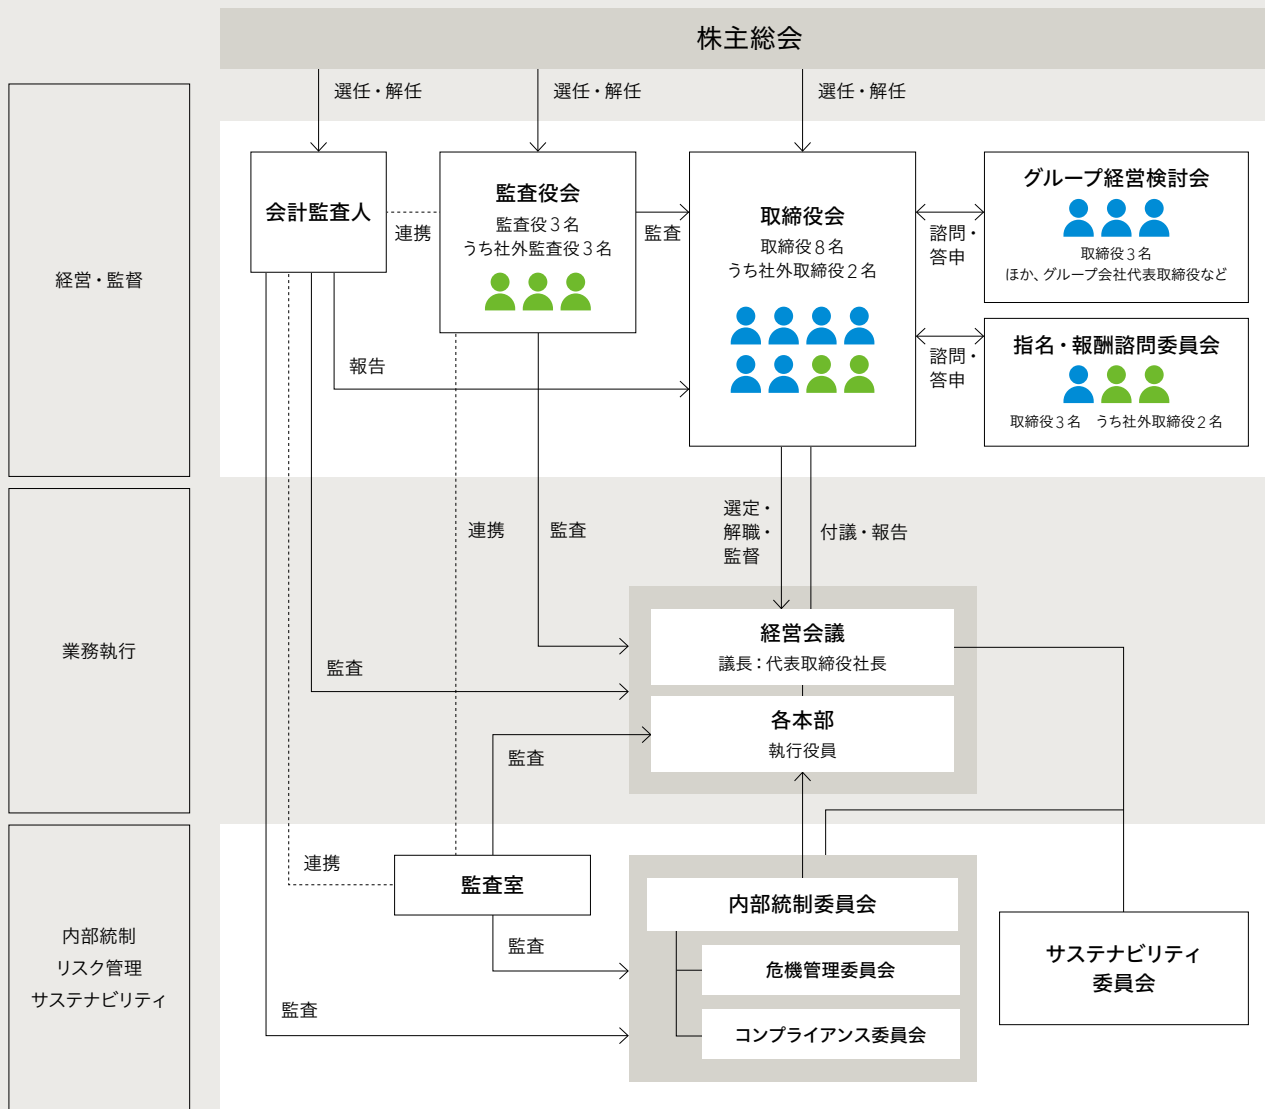 株主総会
選任・解任
選任・解任
選任・解任
経営・監督
会計監査人
連携
監査役会
監査役3名
うち社外監査役3名
監査
取締役会
取締役8名
うち社外取締役2名
諮問・
答申
グループ経営検討会
取締役3名
ほか、グループ会社代表取締役など
諮問・
答申
指名・報酬諮問委員会
取締役3名 うち社外取締役2名
報告
業務執行
連携
監査
選定・
解職・
監督
付議・報告
経営会議
議長：代表取締役社長
監査
各本部
執行役員
監査
内部統制
リスク管理
サステナビリティ
連携
監査室
監査
監査
内部統制委員会
危機管理委員会
コンプライアンス委員会
サステナビリティ
委員会